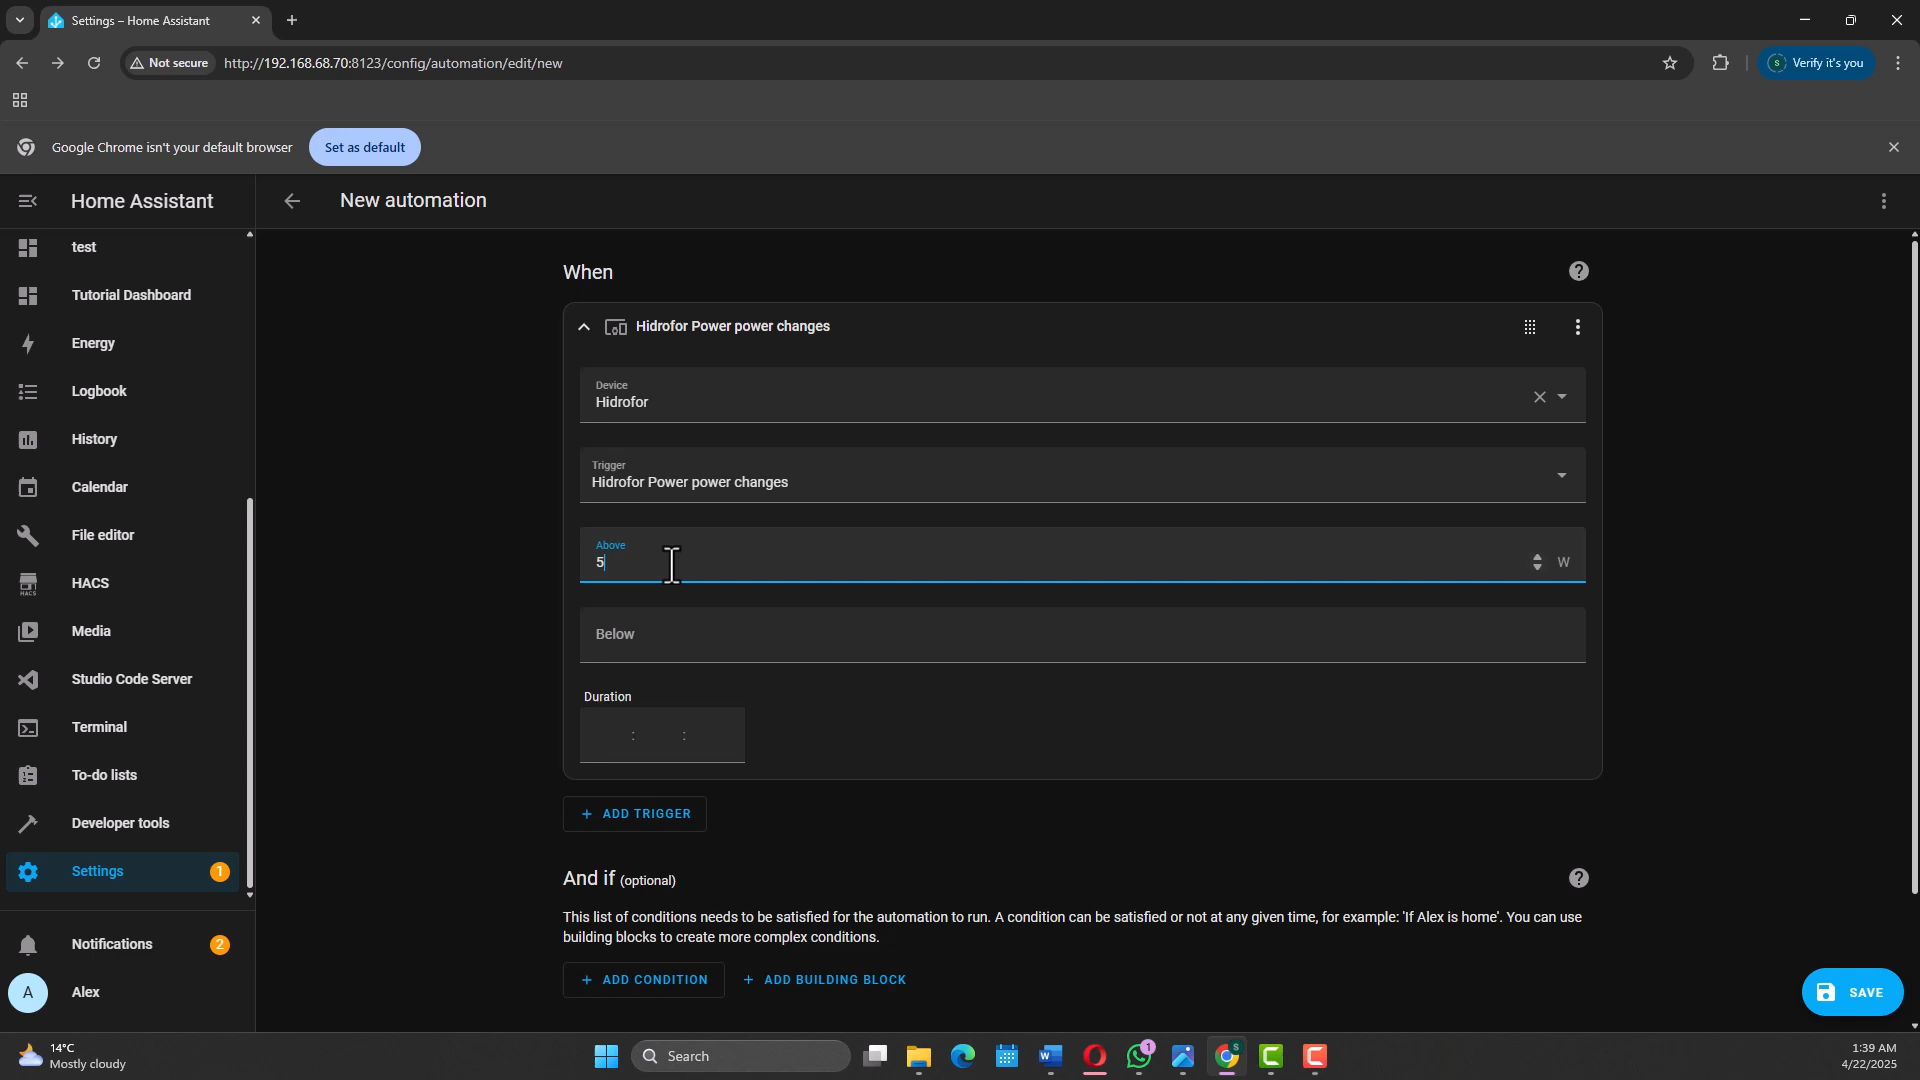 Settings – Home Assistant
Not secure
http://192.168.68.70:8123/config/automation/edit/new
S
Verify it's you
Google Chrome isn't your default browser
Set as default
Home Assistant
New automation
test
Tutorial Dashboard
Energy
Logbook
History
Calendar
File editor
HACS
HACS
Media
Studio Code Server
Terminal
To-do lists
Developer tools
Settings
1
Notifications
2
A
Alex
When
Hidrofor Power power changes
Device
Hidrofor
Trigger
Hidrofor Power power changes
Above
5
W
Below
Duration
: :
+ ADD TRIGGER
And if (optional)
This list of conditions needs to be satisfied for the automation to run. A condition can be satisfied or not at any given time, for example: 'If Alex is home'. You can use
building blocks to create more complex conditions.
+ ADD CONDITION
+ ADD BUILDING BLOCK
SAVE
14°C
Mostly cloudy
Search
W
1
S
1:39 AM
4/22/2025